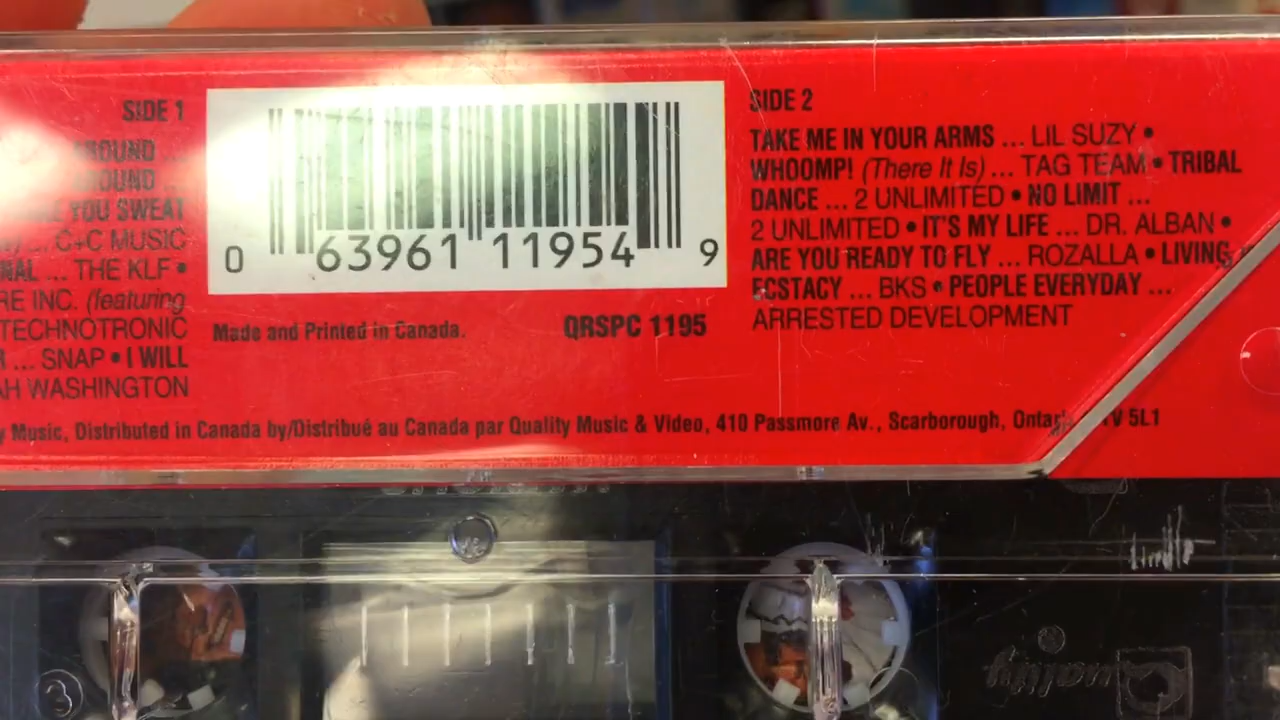 SIDE 1
AROUND ...
AROUND ...
YOU SWEAT
... C+C MUSIC
... THE KLF •
RE INC. (featuring
TECHNOTRONIC
... SNAP • I WILL
WASHINGTON
0 63961 11954 9
Made and Printed in Canada. QRSPC 1195
SIDE 2
TAKE ME IN YOUR ARMS ... LIL SUZY •
WHOOMP! (There It Is) ... TAG TEAM • TRIBAL
DANCE ... 2 UNLIMITED • NO LIMIT ...
2 UNLIMITED • IT'S MY LIFE ... DR. ALBAN •
ARE YOU READY TO FLY ... ROZALLA • LIVING
ECSTACY ... BKS • PEOPLE EVERYDAY ...
ARRESTED DEVELOPMENT
Music, Distributed in Canada by/Distribué au Canada par Quality Music & Video, 410 Passmore Av., Scarborough, Ontario 5L1
3
Quality